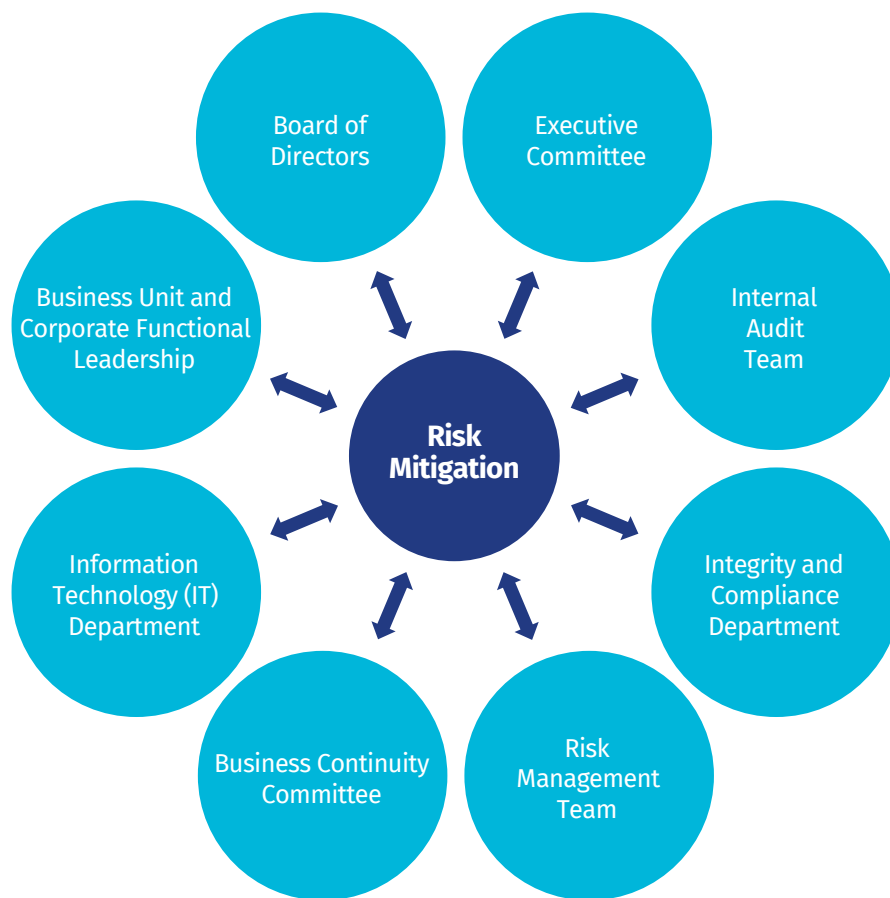 Board of
Directors
Executive
Committee
Business Unit and
Corporate Functional
Leadership
Internal
Audit
Team
Risk
Mitigation
Information
Technology (IT)
Department
Integrity and
Compliance
Department
Business Continuity
Committee
Risk
Management
Team